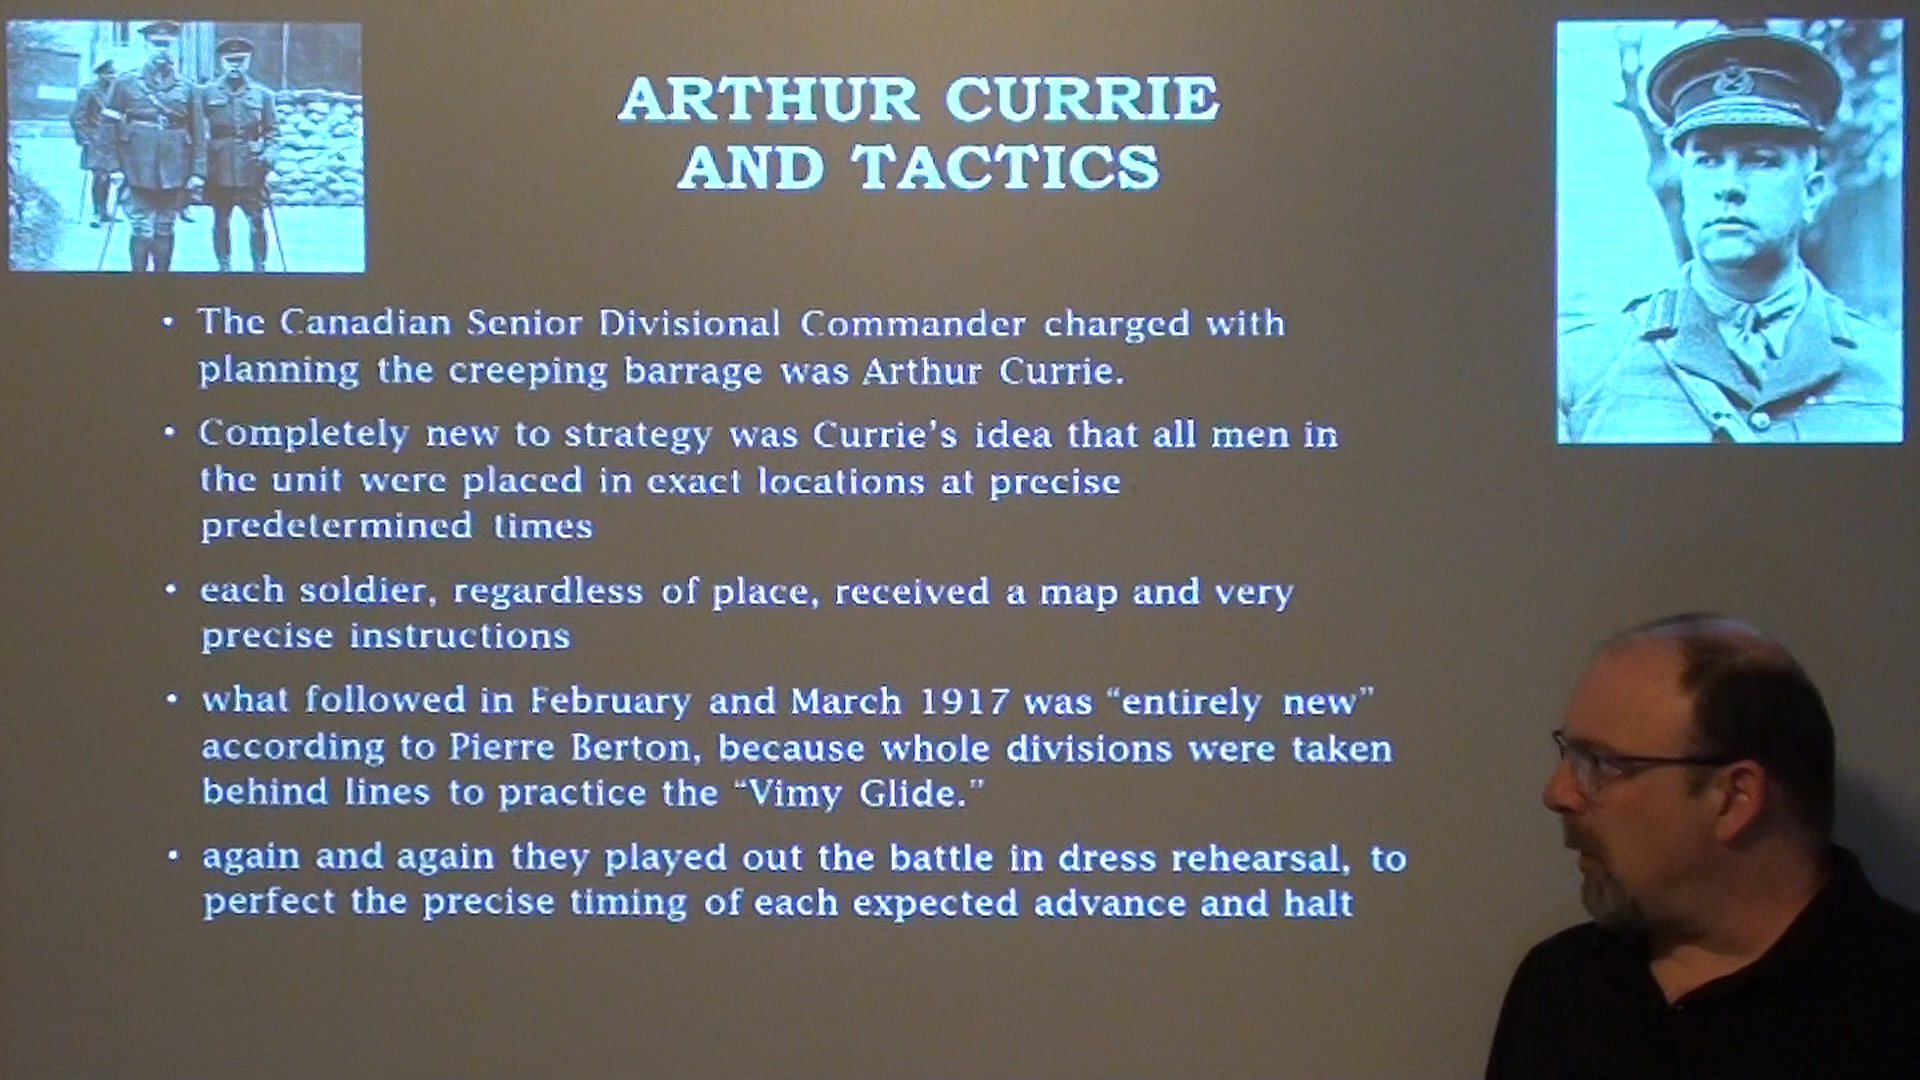 ARTHUR CURRIE
AND TACTICS
• The Canadian Senior Divisional Commander charged with
planning the creeping barrage was Arthur Currie.
• Completely new to strategy was Currie's idea that all men in
the unit were placed in exact locations at precise
predetermined times
• each soldier, regardless of place, received a map and very
precise instructions
• what followed in February and March 1917 was “entirely new”
according to Pierre Berton, because whole divisions were taken
behind lines to practice the “Vimy Glide.”
• again and again they played out the battle in dress rehearsal, to
perfect the precise timing of each expected advance and halt